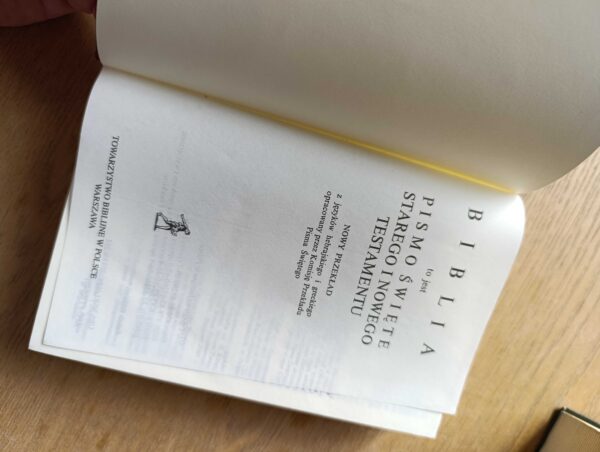 BIBLIA
to jest
PISMO ŚWIĘTE
STAREGO I NOWEGO
TESTAMENTU
NOWY PRZEKŁAD
z języków hebrajskiego i greckiego
opracowany przez Komisję Przekładu
Pisma Świętego
TOWARZYSTWO BIBLIJNE W POLSCE
WARSZAWA